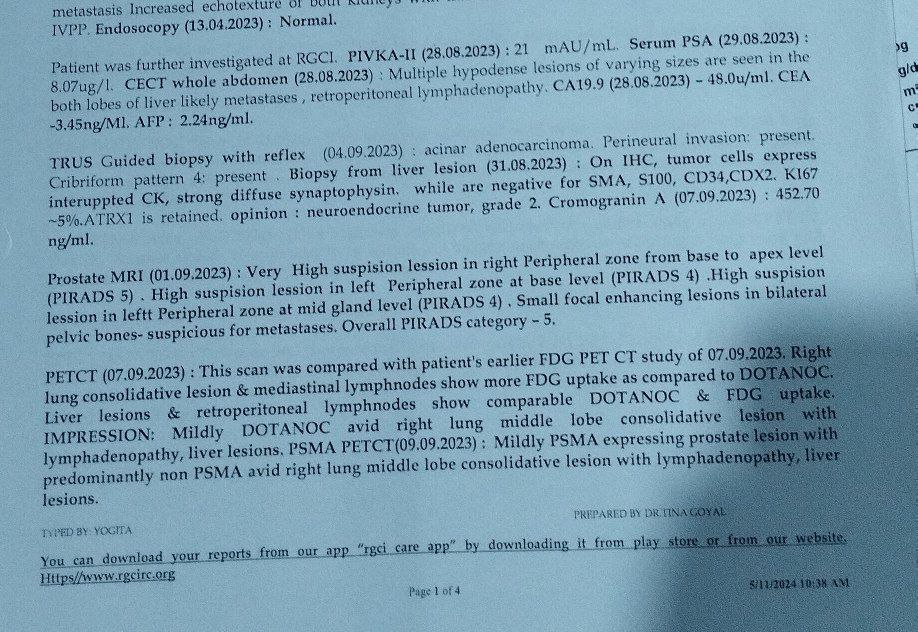 metastasis Increased echotexture of both kidneys
IVPP. Endosocopy (13.04.2023) : Normal.
Patient was further investigated at RGCI. PIVKA-II (28.08.2023) : 21 mAU/mL. Serum PSA (29.08.2023) :
8.07ug/l. CECT whole abdomen (28.08.2023) : Multiple hypodense lesions of varying sizes are seen in the
both lobes of liver likely metastases , retroperitoneal lymphadenopathy. CA19.9 (28.08.2023) – 48.0u/ml. CEA
-3.45ng/Ml. AFP : 2.24ng/ml.
TRUS Guided biopsy with reflex (04.09.2023) : acinar adenocarcinoma. Perineural invasion: present.
Cribriform pattern 4: present . Biopsy from liver lesion (31.08.2023) : On IHC, tumor cells express
interuppted CK, strong diffuse synaptophysin. while are negative for SMA, S100, CD34,CDX2. KI67
~5%.ATRX1 is retained. opinion : neuroendocrine tumor, grade 2. Cromogranin A (07.09.2023) : 452.70
ng/ml.
Prostate MRI (01.09.2023) : Very High suspision lession in right Peripheral zone from base to apex level
(PIRADS 5) . High suspision lession in left Peripheral zone at base level (PIRADS 4) .High suspision
lession in leftt Peripheral zone at mid gland level (PIRADS 4) . Small focal enhancing lesions in bilateral
pelvic bones- suspicious for metastases. Overall PIRADS category – 5.
PETCT (07.09.2023) : This scan was compared with patient's earlier FDG PET CT study of 07.09.2023. Right
lung consolidative lesion & mediastinal lymphnodes show more FDG uptake as compared to DOTANOC.
Liver lesions & retroperitoneal lymphnodes show comparable DOTANOC & FDG uptake.
IMPRESSION: Mildly DOTANOC avid right lung middle lobe consolidative lesion with
lymphadenopathy, liver lesions. PSMA PETCT(09.09.2023) : Mildly PSMA expressing prostate lesion with
predominantly non PSMA avid right lung middle lobe consolidative lesion with lymphadenopathy, liver
lesions.
TYPED BY: YOGITA
PREPARED BY DR.TINA GOYAL
You can download your reports from our app "rgci care app" by downloading it from play store or from our website.
Https//www.rgcirc.org
Page 1 of 4
5/11/2024 10:38 AM